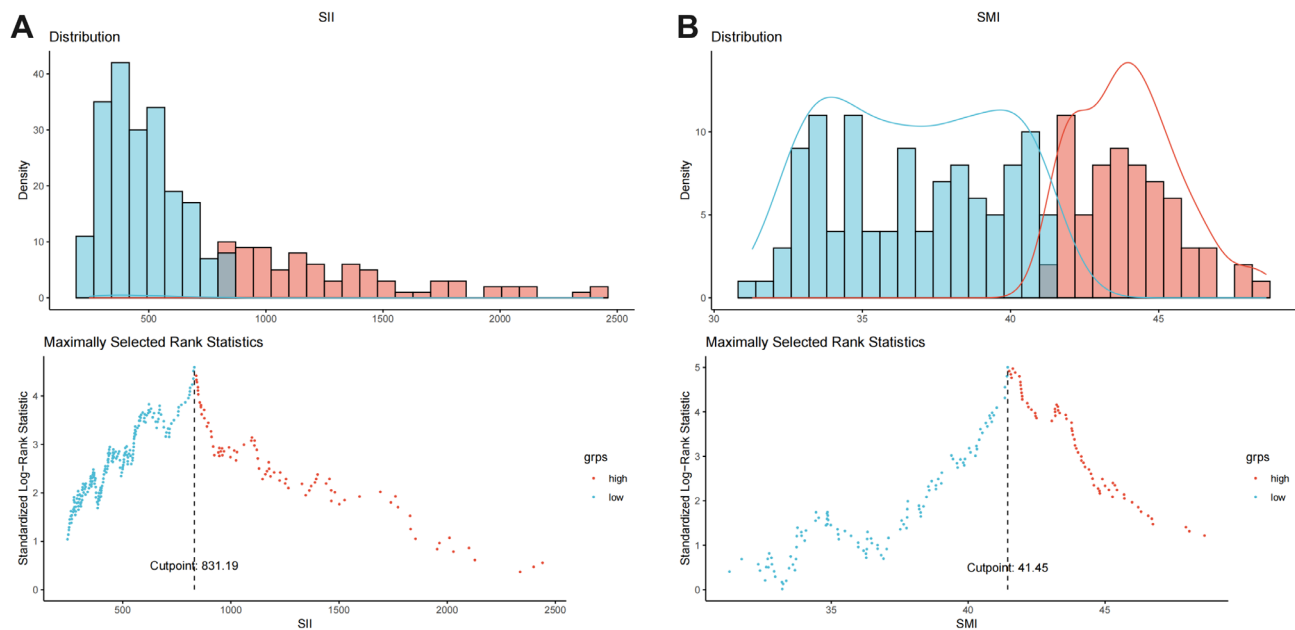 A
SII
Distribution
Density
40
30
20
10
0
500
1000
1500
2000
2500
Maximally Selected Rank Statistics
Standardized Log-Rank Statistic
4
3
2
1
0
Cutpoint: 831.19
500
1000
1500
2000
2500
SII
grps
high
low
B
SMI
Distribution
Density
10
5
0
30
35
40
45
Maximally Selected Rank Statistics
Standardized Log-Rank Statistic
5
4
3
2
1
0
Cutpoint: 41.45
35
40
45
SMI
grps
high
low